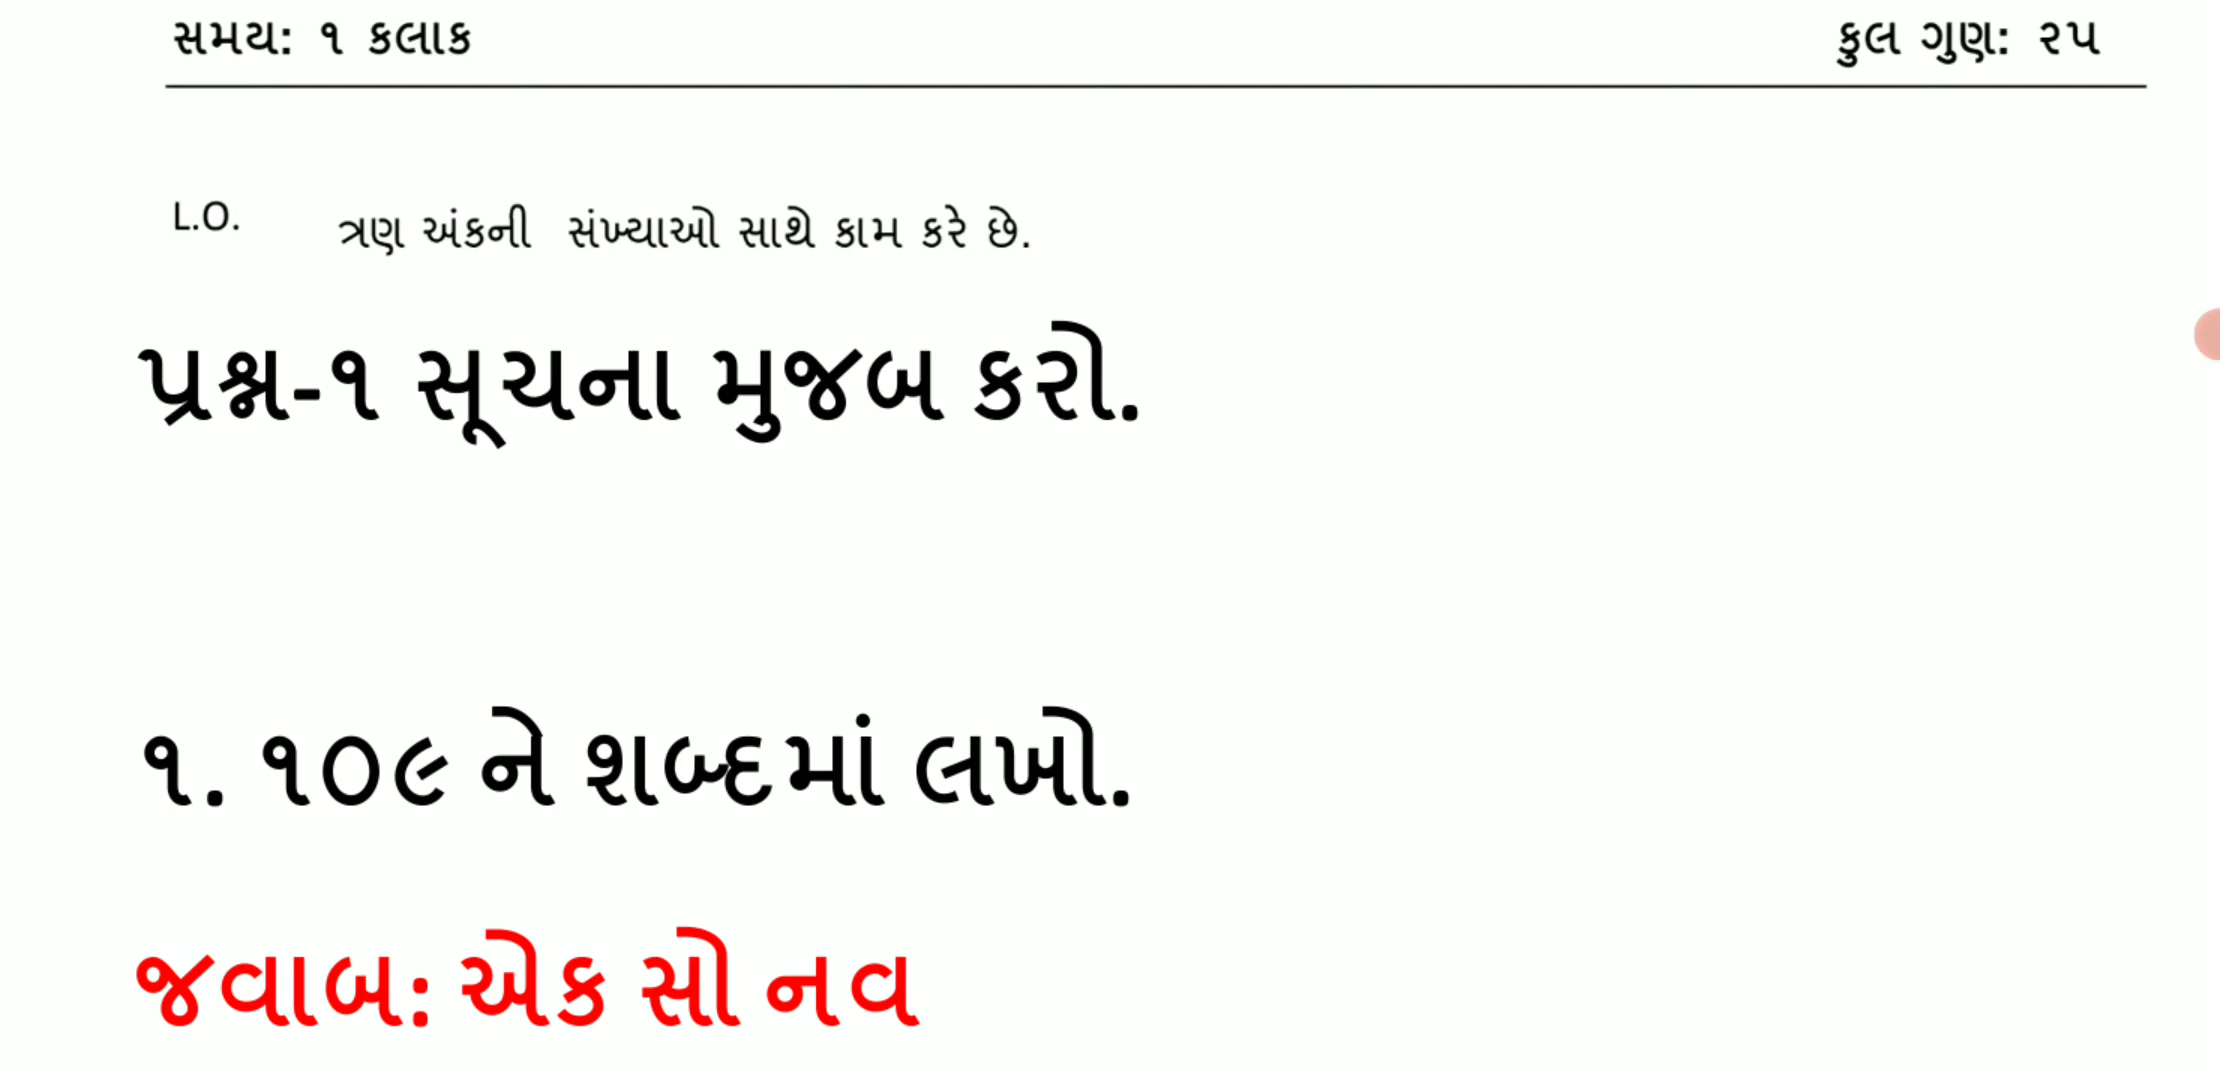 સમય: ૧ કલાક કુલ ગુણ: ૨૫
L.O. ત્રણ અંકની સંખ્યાઓ સાથે કામ કરે છે.
પ્રશ્ન-૧ સૂચના મુજબ કરો.
૧. ૧૦૯ ને શબ્દમાં લખો.
જવાબ: એક સો નવ